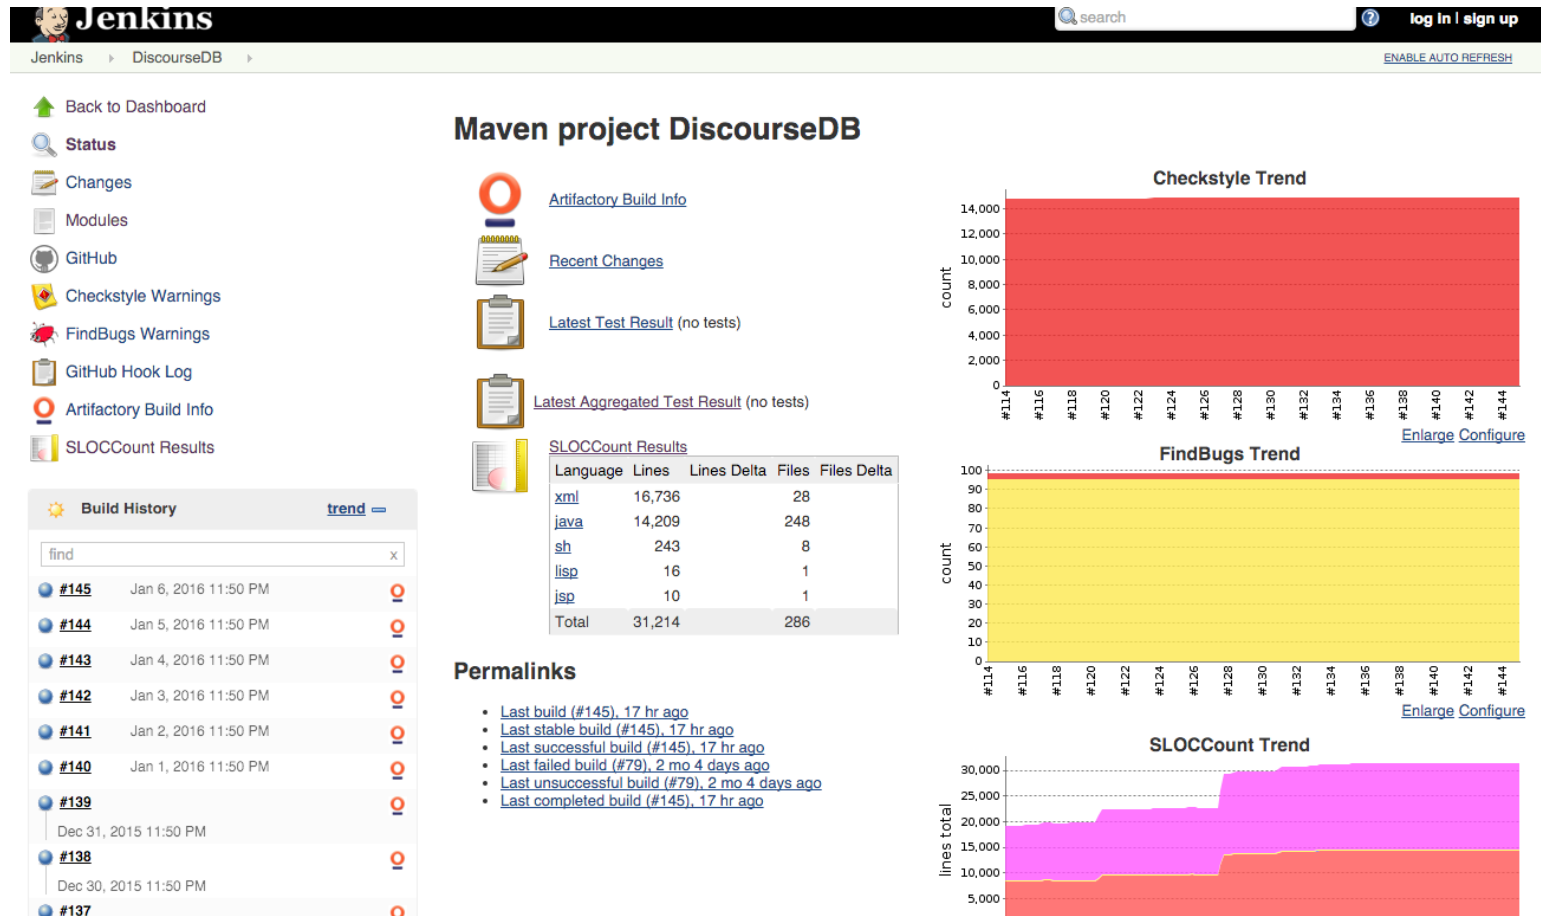 Jenkins
search
log in | sign up
Jenkins
DiscourseDB
ENABLE AUTO REFRESH
Back to Dashboard
Status
Changes
Modules
GitHub
Checkstyle Warnings
FindBugs Warnings
GitHub Hook Log
Artifactory Build Info
SLOCCount Results
Build History
trend
find
x
#145 Jan 6, 2016 11:50 PM
#144 Jan 5, 2016 11:50 PM
#143 Jan 4, 2016 11:50 PM
#142 Jan 3, 2016 11:50 PM
#141 Jan 2, 2016 11:50 PM
#140 Jan 1, 2016 11:50 PM
#139
Dec 31, 2015 11:50 PM
#138
Dec 30, 2015 11:50 PM
#137
Maven project DiscourseDB
Artifactory Build Info
Recent Changes
Latest Test Result (no tests)
Latest Aggregated Test Result (no tests)
SLOCCount Results
Language Lines Lines Delta Files Files Delta
xml 16,736 28
java 14,209 248
sh 243 8
lisp 16 1
jsp 10 1
Total 31,214 286
Permalinks
Last build (#145), 17 hr ago
Last stable build (#145), 17 hr ago
Last successful build (#145), 17 hr ago
Last failed build (#79), 2 mo 4 days ago
Last unsuccessful build (#79), 2 mo 4 days ago
Last completed build (#145), 17 hr ago
Checkstyle Trend
count
14,000
12,000
10,000
8,000
6,000
4,000
2,000
0
#114 #116 #118 #120 #122 #124 #126 #128 #130 #132 #134 #136 #138 #140 #142 #144
Enlarge Configure
FindBugs Trend
count
100
90
80
70
60
50
40
30
20
10
0
#114 #116 #118 #120 #122 #124 #126 #128 #130 #132 #134 #136 #138 #140 #142 #144
Enlarge Configure
SLOCCount Trend
lines total
30,000
25,000
20,000
15,000
10,000
5,000